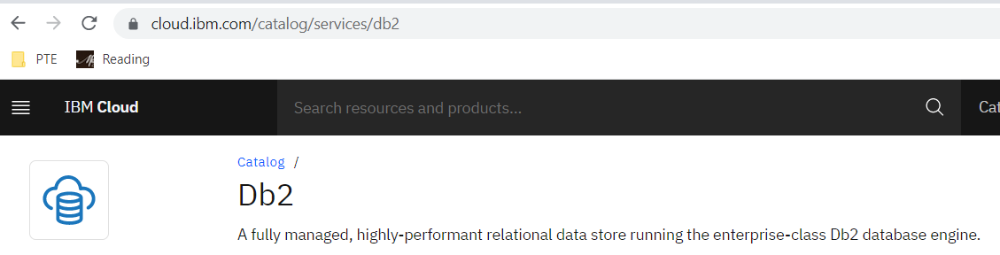 cloud.ibm.com/catalog/services/db2
PTE Reading
IBM Cloud Search resources and products... Cat
Catalog /
Db2
A fully managed, highly-performant relational data store running the enterprise-class Db2 database engine.